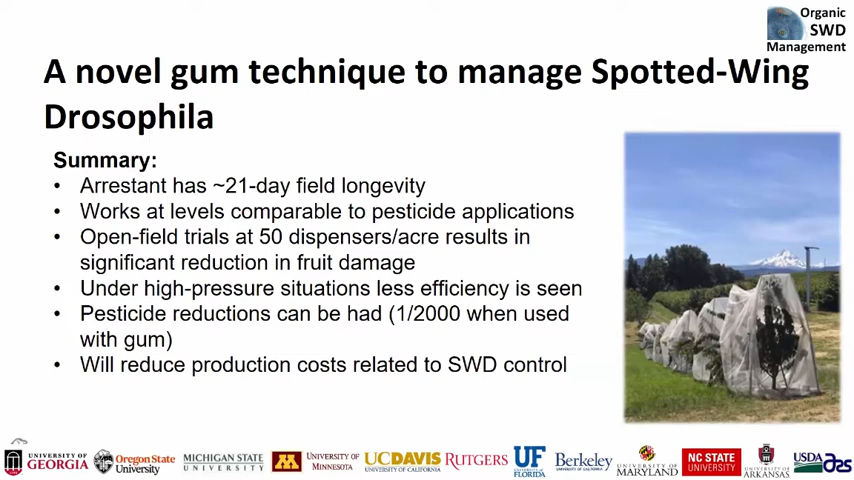 Organic
SWD
Management
A novel gum technique to manage Spotted-Wing
Drosophila
Summary:
• Arrestant has ~21-day field longevity
• Works at levels comparable to pesticide applications
• Open-field trials at 50 dispensers/acre results in
significant reduction in fruit damage
• Under high-pressure situations less efficiency is seen
• Pesticide reductions can be had (1/2000 when used
with gum)
• Will reduce production costs related to SWD control
UNIVERSITY OF
GEORGIA
Oregon State
University
MICHIGAN STATE
UNIVERSITY
M
UNIVERSITY OF
MINNESOTA
UCDAVIS
UNIVERSITY OF CALIFORNIA
RUTGERS
UF
UNIVERSITY of
FLORIDA
Berkeley
UNIVERSITY OF CALIFORNIA
UNIVERSITY OF
MARYLAND
NC STATE
UNIVERSITY
UNIVERSITY OF
ARKANSAS
USDA
ars